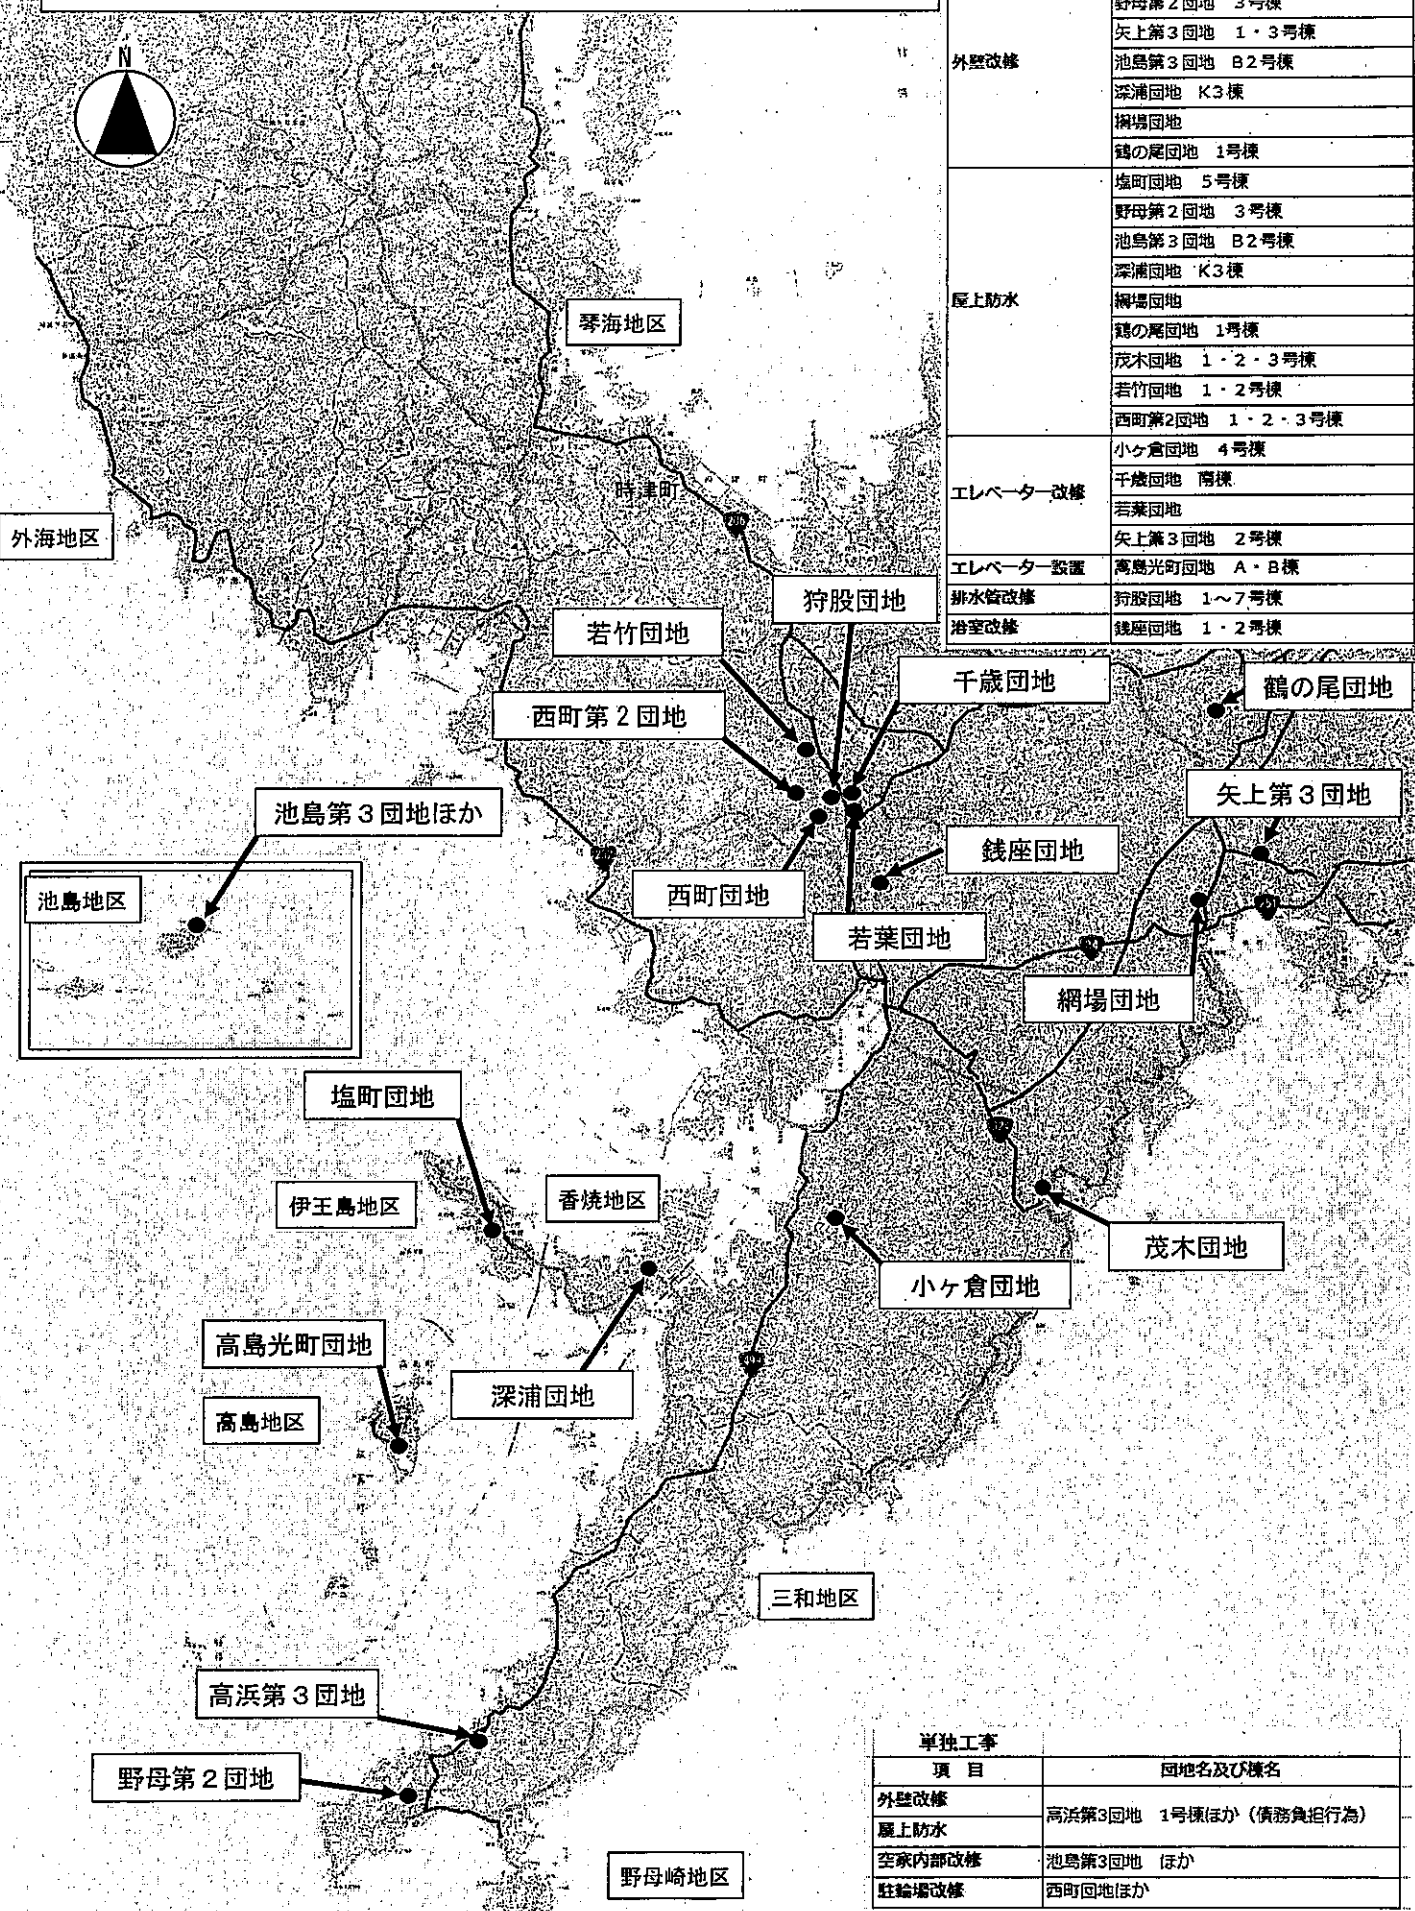 野母第2団地 3号棟
外壁改修
矢上第3団地 1・3号棟
池島第3団地 B2号棟
深浦団地 K3棟
網場団地
鶴の尾団地 1号棟
屋上防水
塩町団地 5号棟
野母第2団地 3号棟
池島第3団地 B2号棟
深浦団地 K3棟
網場団地
鶴の尾団地 1号棟
茂木団地 1・2・3号棟
若竹団地 1・2号棟
西町第2団地 1・2・3号棟
エレベーター改修
小ヶ倉団地 4号棟
千歳団地 南棟
若葉団地
矢上第3団地 2号棟
エレベーター設置 高島光町団地 A・B棟
排水管改修 狩股団地 1～7号棟
浴室改修 銭座団地 1・2号棟
N
琴海地区
時津町
206
外海地区
狩股団地
若竹団地
千歳団地
鶴の尾団地
西町第2団地
矢上第3団地
池島第3団地ほか
銭座団地
西町団地
池島地区
若葉団地
網場団地
塩町団地
伊王島地区
香焼地区
茂木団地
小ヶ倉団地
高島光町団地
深浦団地
高島地区
三和地区
高浜第3団地
野母第2団地
野母崎地区
単独工事
項 目 団地名及び棟名
外壁改修
屋上防水
高浜第3団地 1号棟ほか（債務負担行為）
空家内部改修 池島第3団地 ほか
駐輪場改修 西町団地ほか